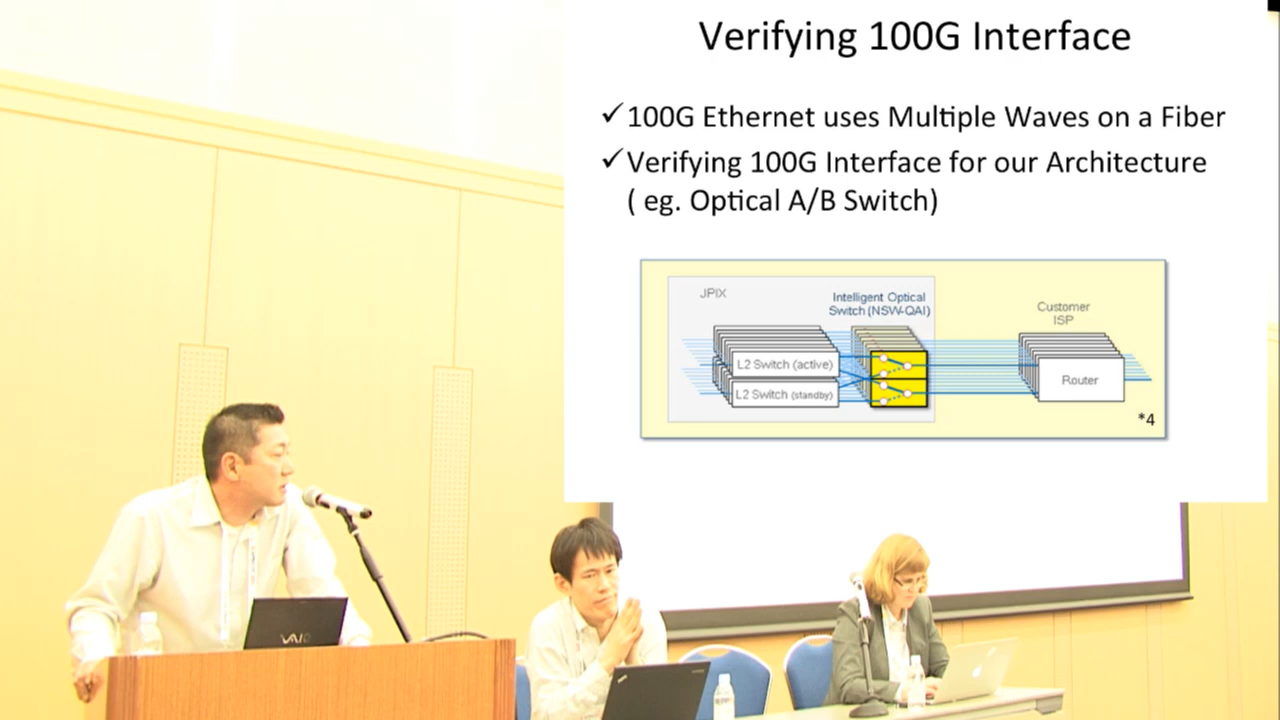 Verifying 100G Interface
✓100G Ethernet uses Multiple Waves on a Fiber
✓Verifying 100G Interface for our Architecture
( eg. Optical A/B Switch)
JPIX
Intelligent Optical
Switch (NSW-QAI)
Customer
ISP
L2 Switch (active)
Router
L2 Switch (standby)
*4
VAIO